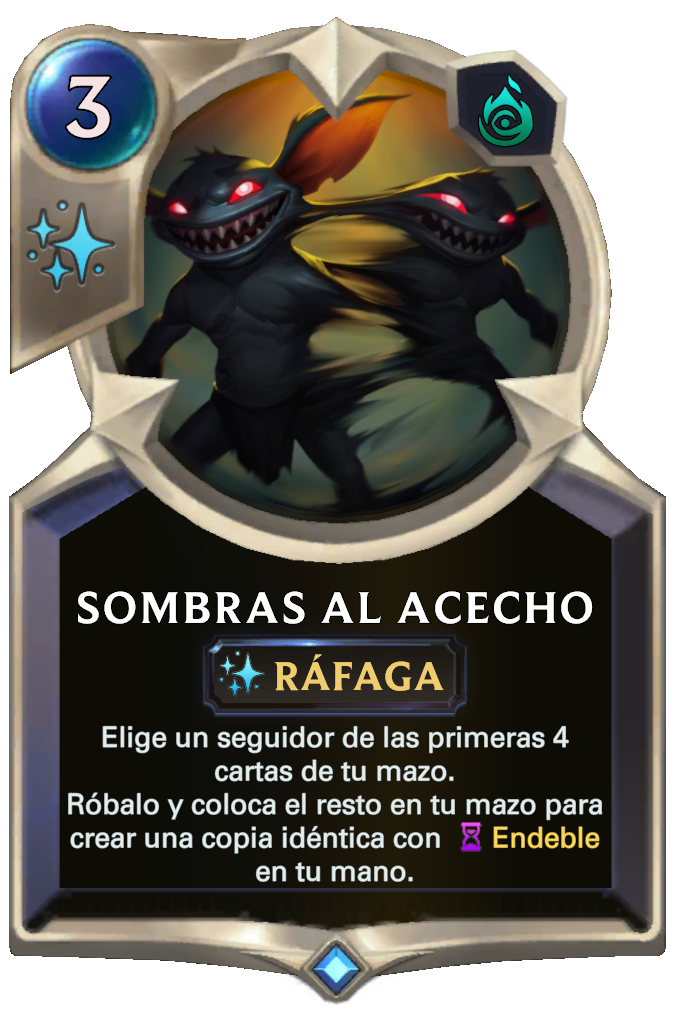 3
SOMBRAS AL ACECHO
RÁFAGA
Elige un seguidor de las primeras 4
cartas de tu mazo.
Róbalo y coloca el resto en tu mazo para
crear una copia idéntica con Endeble
en tu mano.